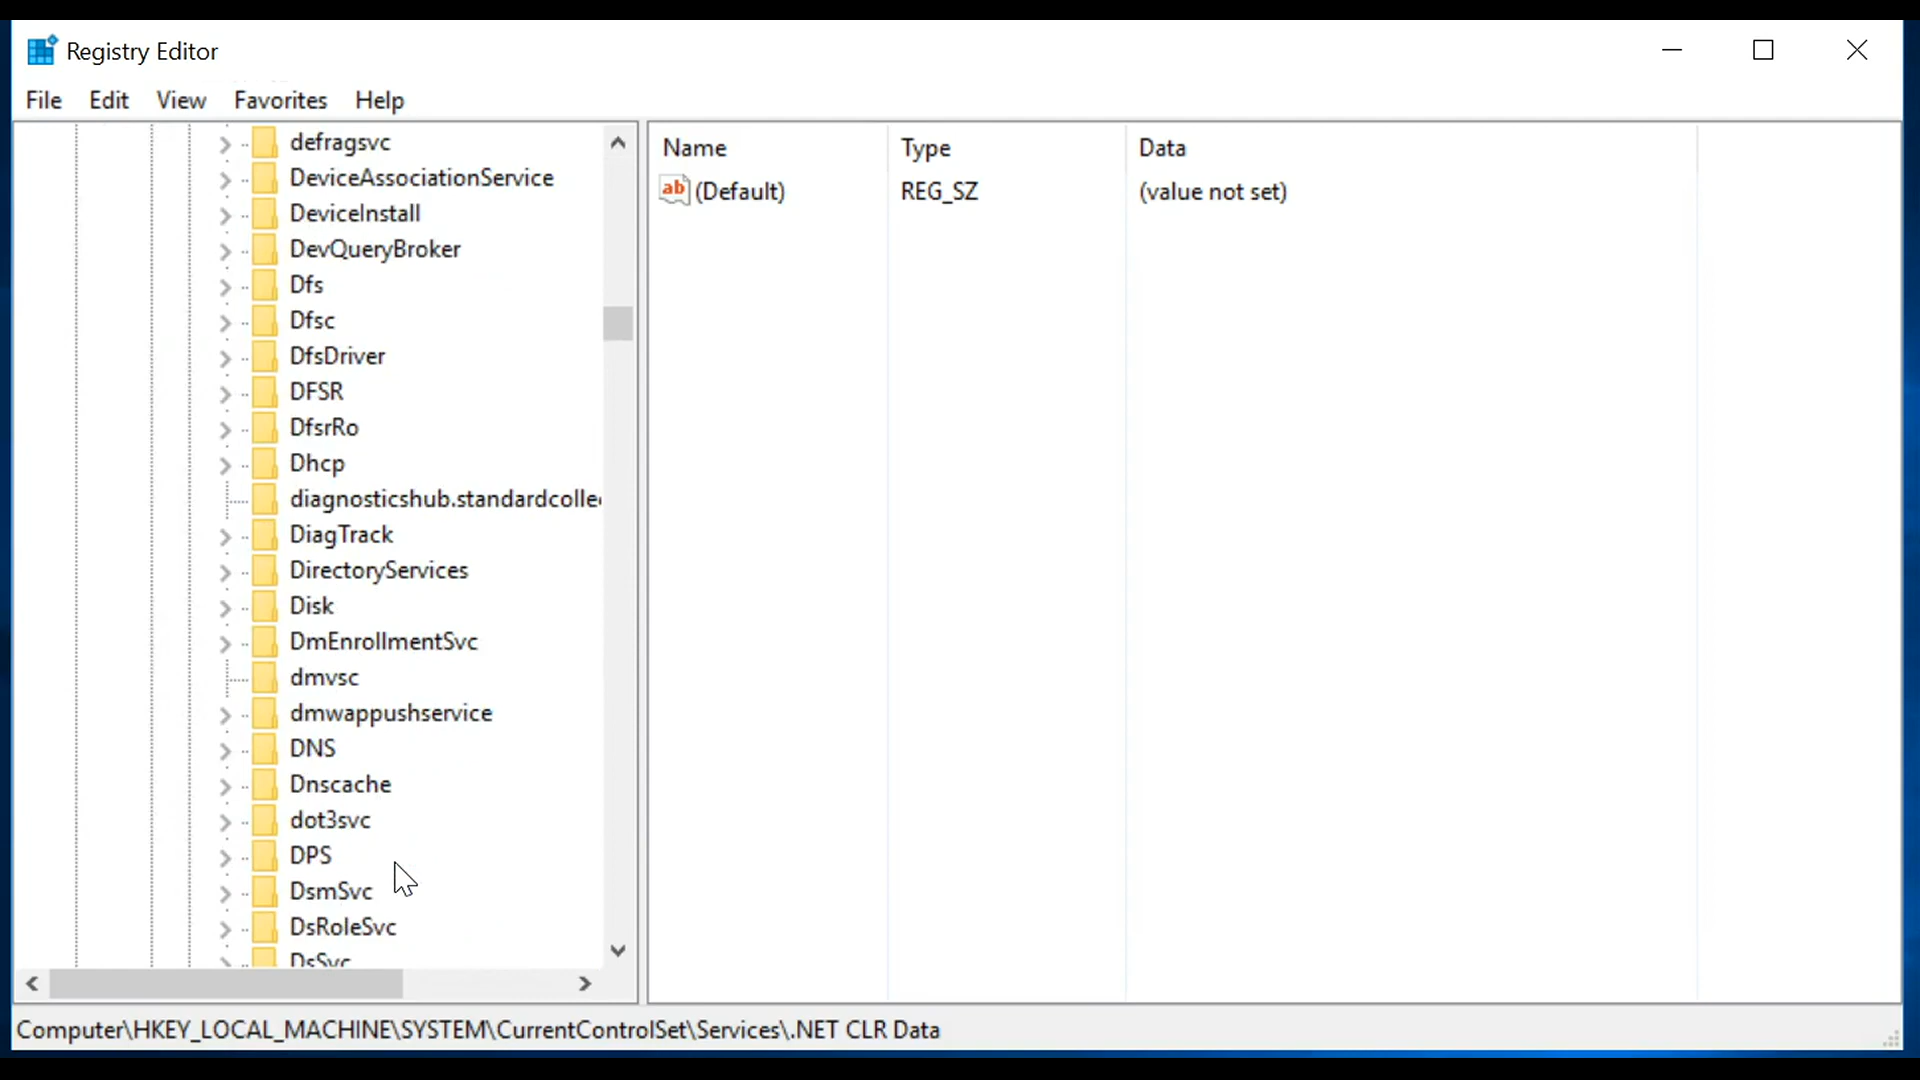 Registry Editor
File Edit View Favorites Help
defragsvc
DeviceAssociationService
DeviceInstall
DevQueryBroker
Dfs
Dfsc
DfsDriver
DFSR
DfsrRo
Dhcp
diagnosticshub.standardcolle
DiagTrack
DirectoryServices
Disk
DmEnrollmentSvc
dmvsc
dmwappushservice
DNS
Dnscache
dot3svc
DPS
DsmSvc
DsRoleSvc
DsSvc
Name Type Data
ab (Default) REG_SZ (value not set)
Computer\HKEY_LOCAL_MACHINE\SYSTEM\CurrentControlSet\Services\.NET CLR Data